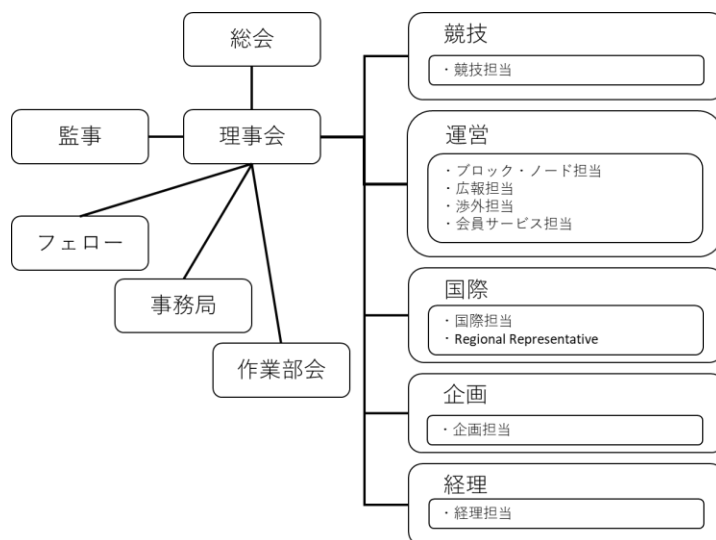 総会
監事
理事会
フェロー
事務局
作業部会
競技
・競技担当
運営
・ブロック・ノード担当
・広報担当
・渉外担当
・会員サービス担当
国際
・国際担当
・Regional Representative
企画
・企画担当
経理
・経理担当